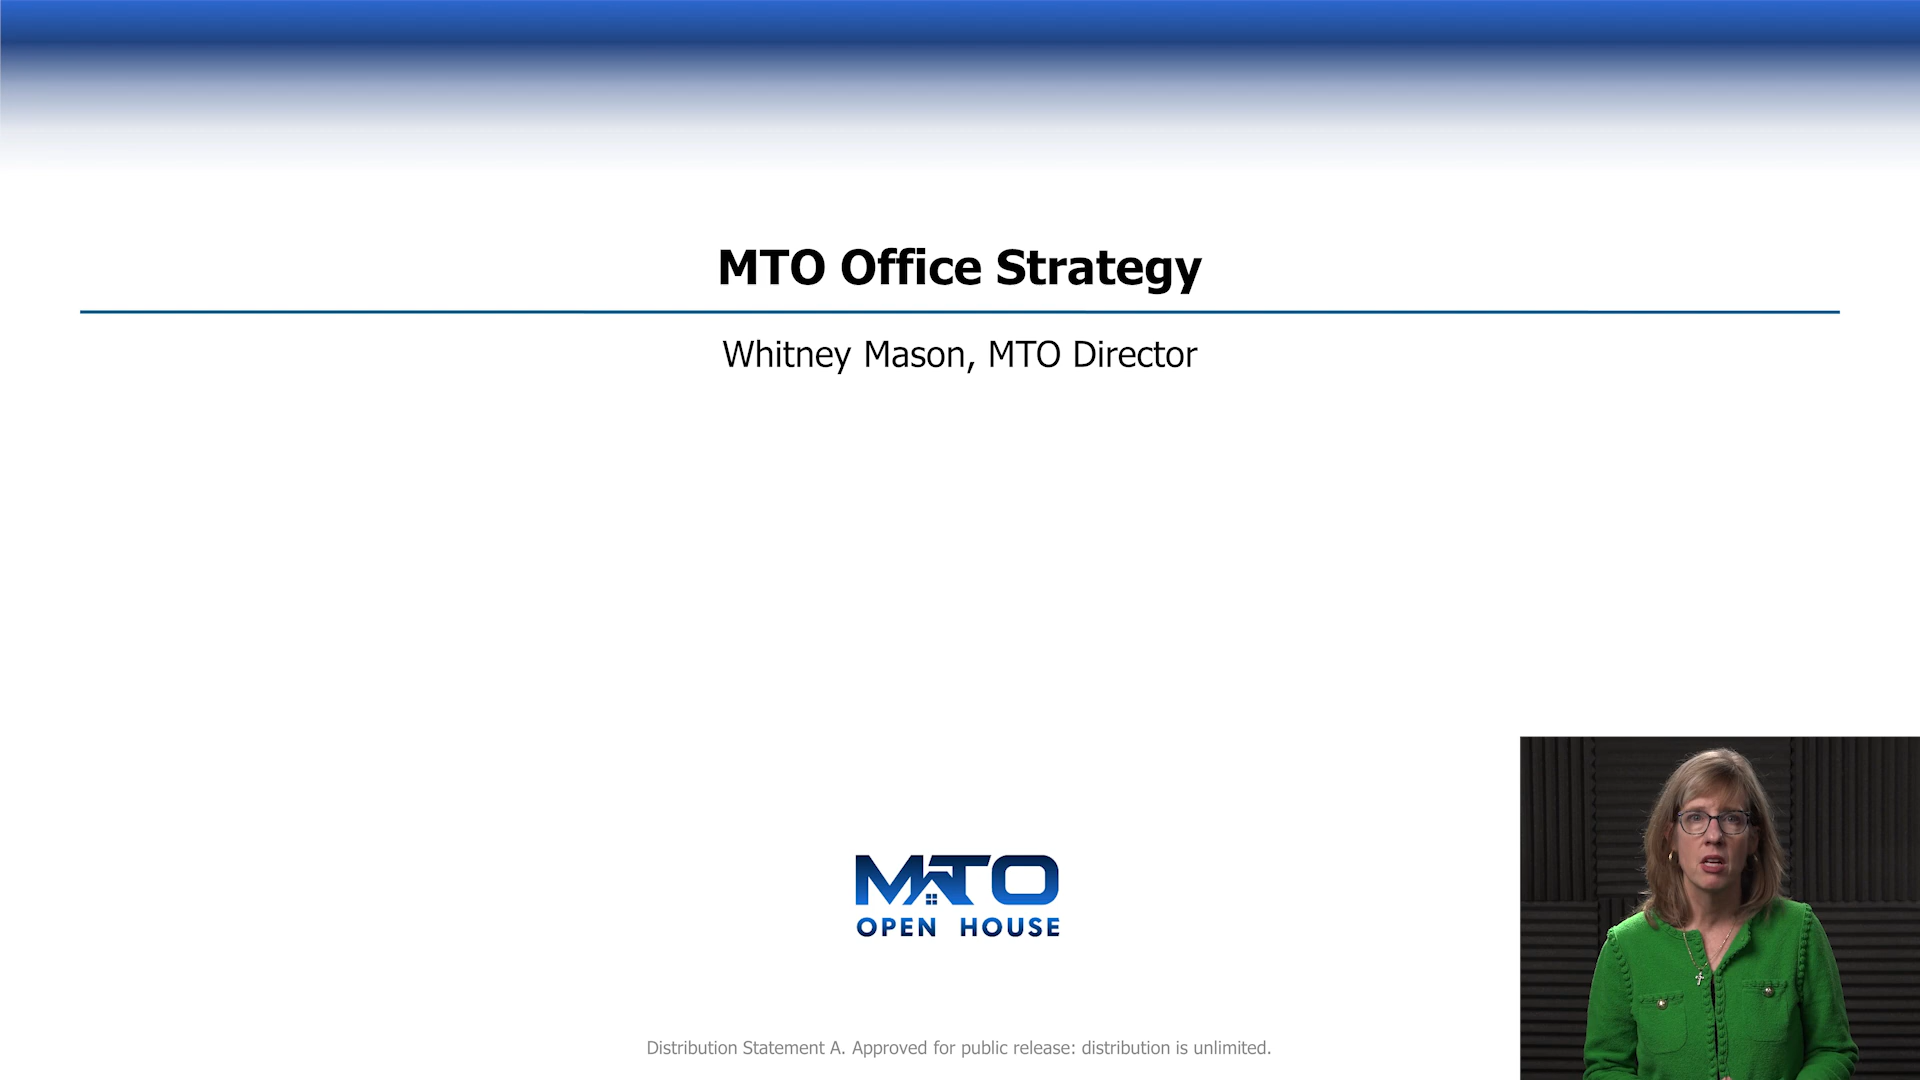 MTO Office Strategy
Whitney Mason, MTO Director
MTO
OPEN HOUSE
Distribution Statement A. Approved for public release: distribution is unlimited.